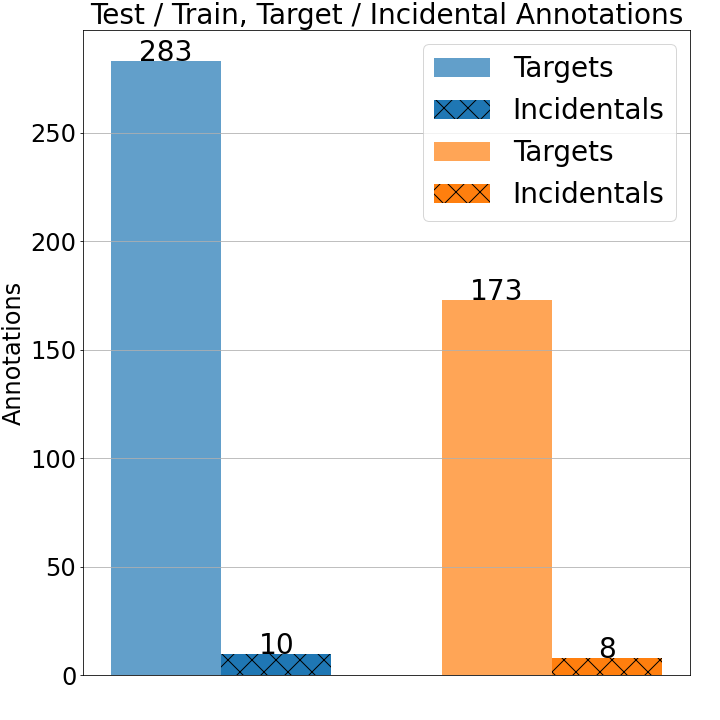 Test / Train, Target / Incidental Annotations
283
Targets
Incidentals
Targets
Incidentals
250
200
173
150
Annotations
100
50
10
8
0